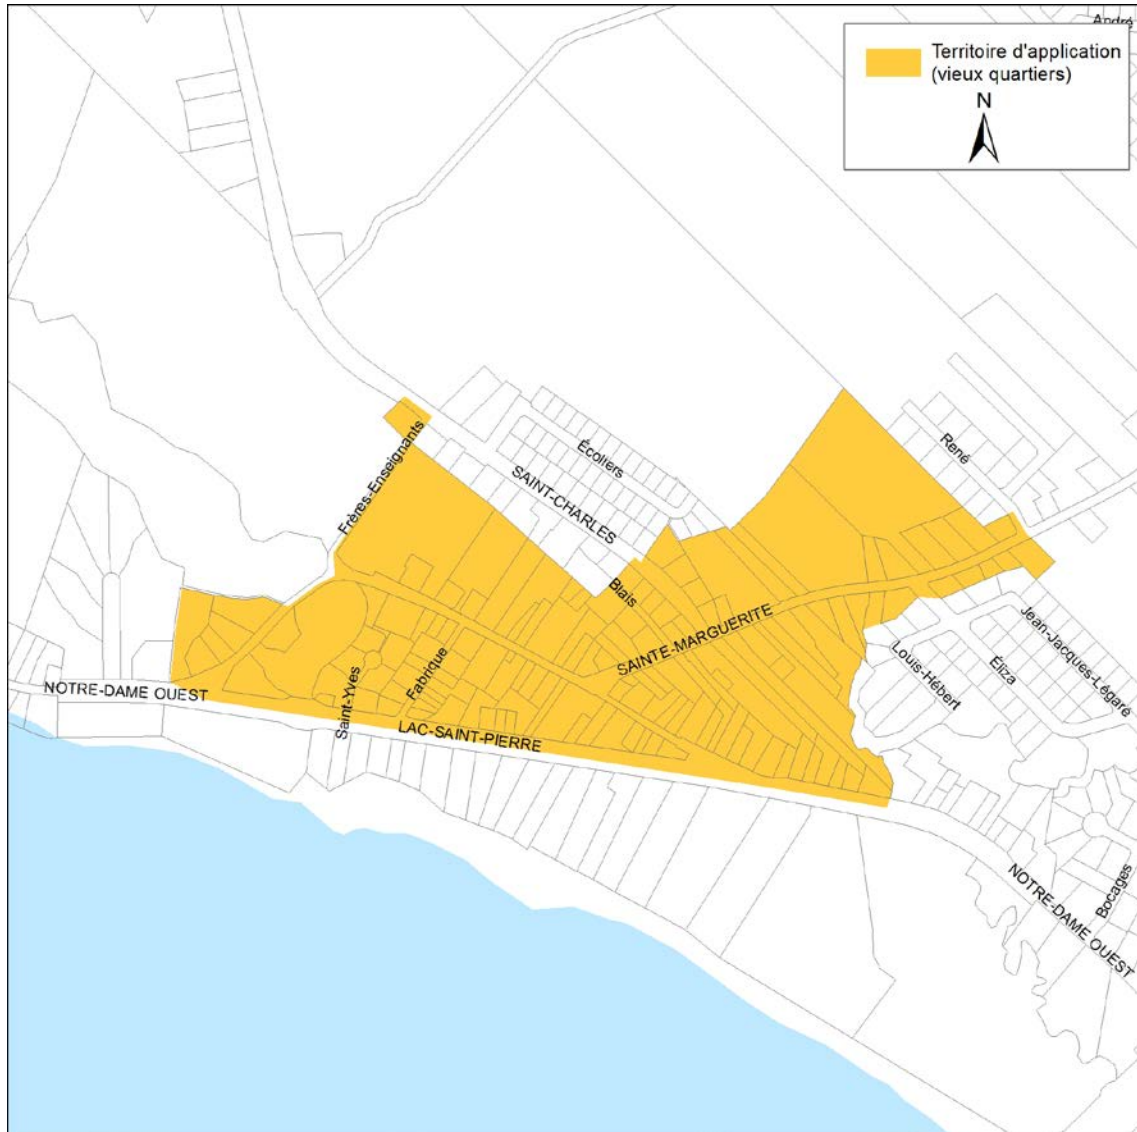 André
Territoire d'application
(vieux quartiers)
N
René
Écoliers
Frères-Enseignants
SAINT-CHARLES
Blais
SAINTE-MARGUERITE
Jean-Jacques-Légaré
Louis-Hébert
Éliza
Fabrique
Saint-Yves
NOTRE-DAME OUEST
LAC-SAINT-PIERRE
Bocages
NOTRE-DAME OUEST